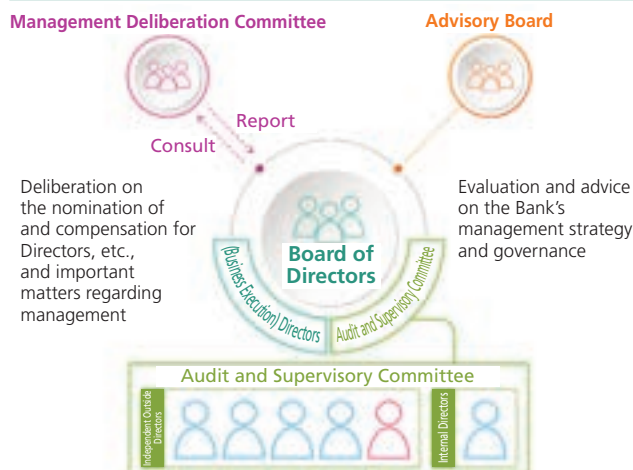 Management Deliberation Committee
Advisory Board
Report
Consult
Deliberation on
the nomination of
and compensation for
Directors, etc.,
and important
matters regarding
management
Evaluation and advice
on the Bank's
management strategy
and governance
Board of
Directors
(Business Execution) Directors
Audit and Supervisory Committee
Audit and Supervisory Committee
Independent Outside
Directors
Internal Directors